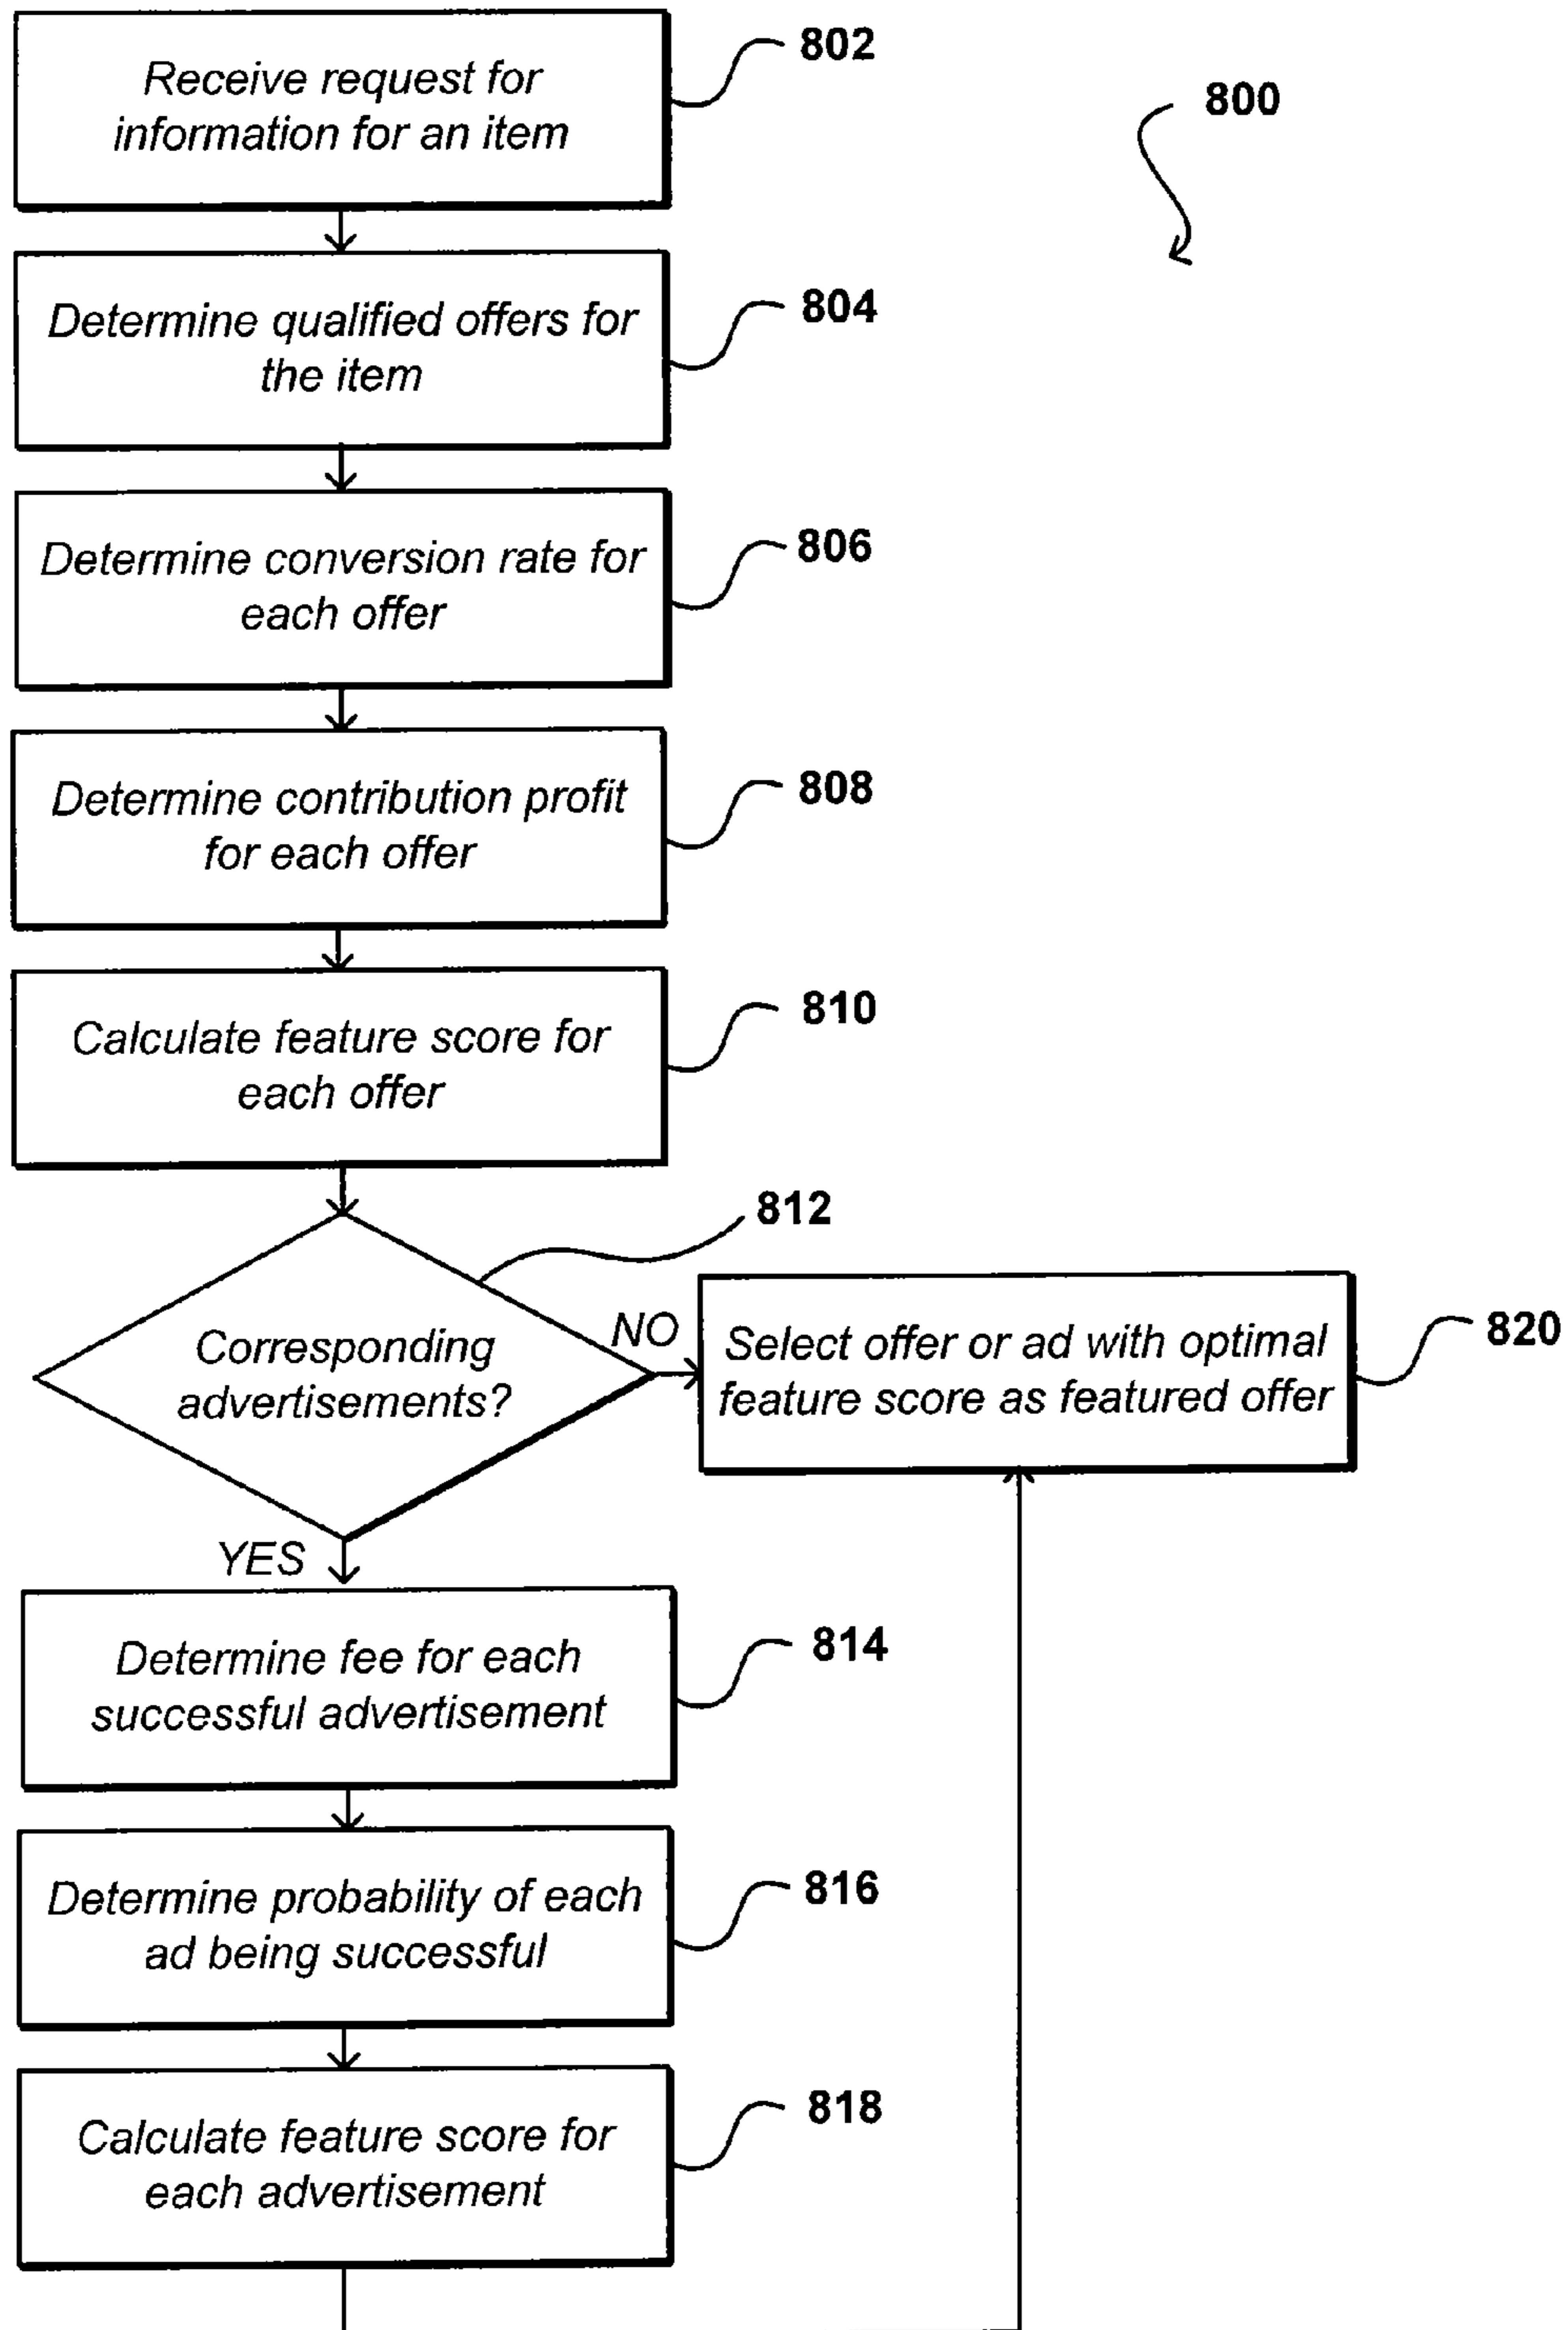 Receive request for
information for an item
802
800
Determine qualified offers for
the item
804
Determine conversion rate for
each offer
806
Determine contribution profit
for each offer
808
Calculate feature score for
each offer
810
812
Corresponding
advertisements?
NO
Select offer or ad with optimal
feature score as featured offer
820
YES
Determine fee for each
successful advertisement
814
Determine probability of each
ad being successful
816
Calculate feature score for
each advertisement
818